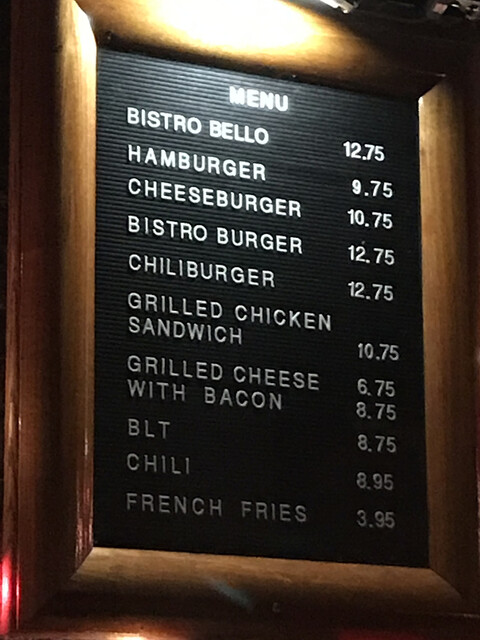 MENU
BISTRO BELLO 12.75
HAMBURGER 9.75
CHEESEBURGER 10.75
BISTRO BURGER 12.75
CHILIBURGER 12.75
GRILLED CHICKEN
SANDWICH 10.75
GRILLED CHEESE 6.75
WITH BACON 8.75
BLT 8.75
CHILI 8.95
FRENCH FRIES 3.95